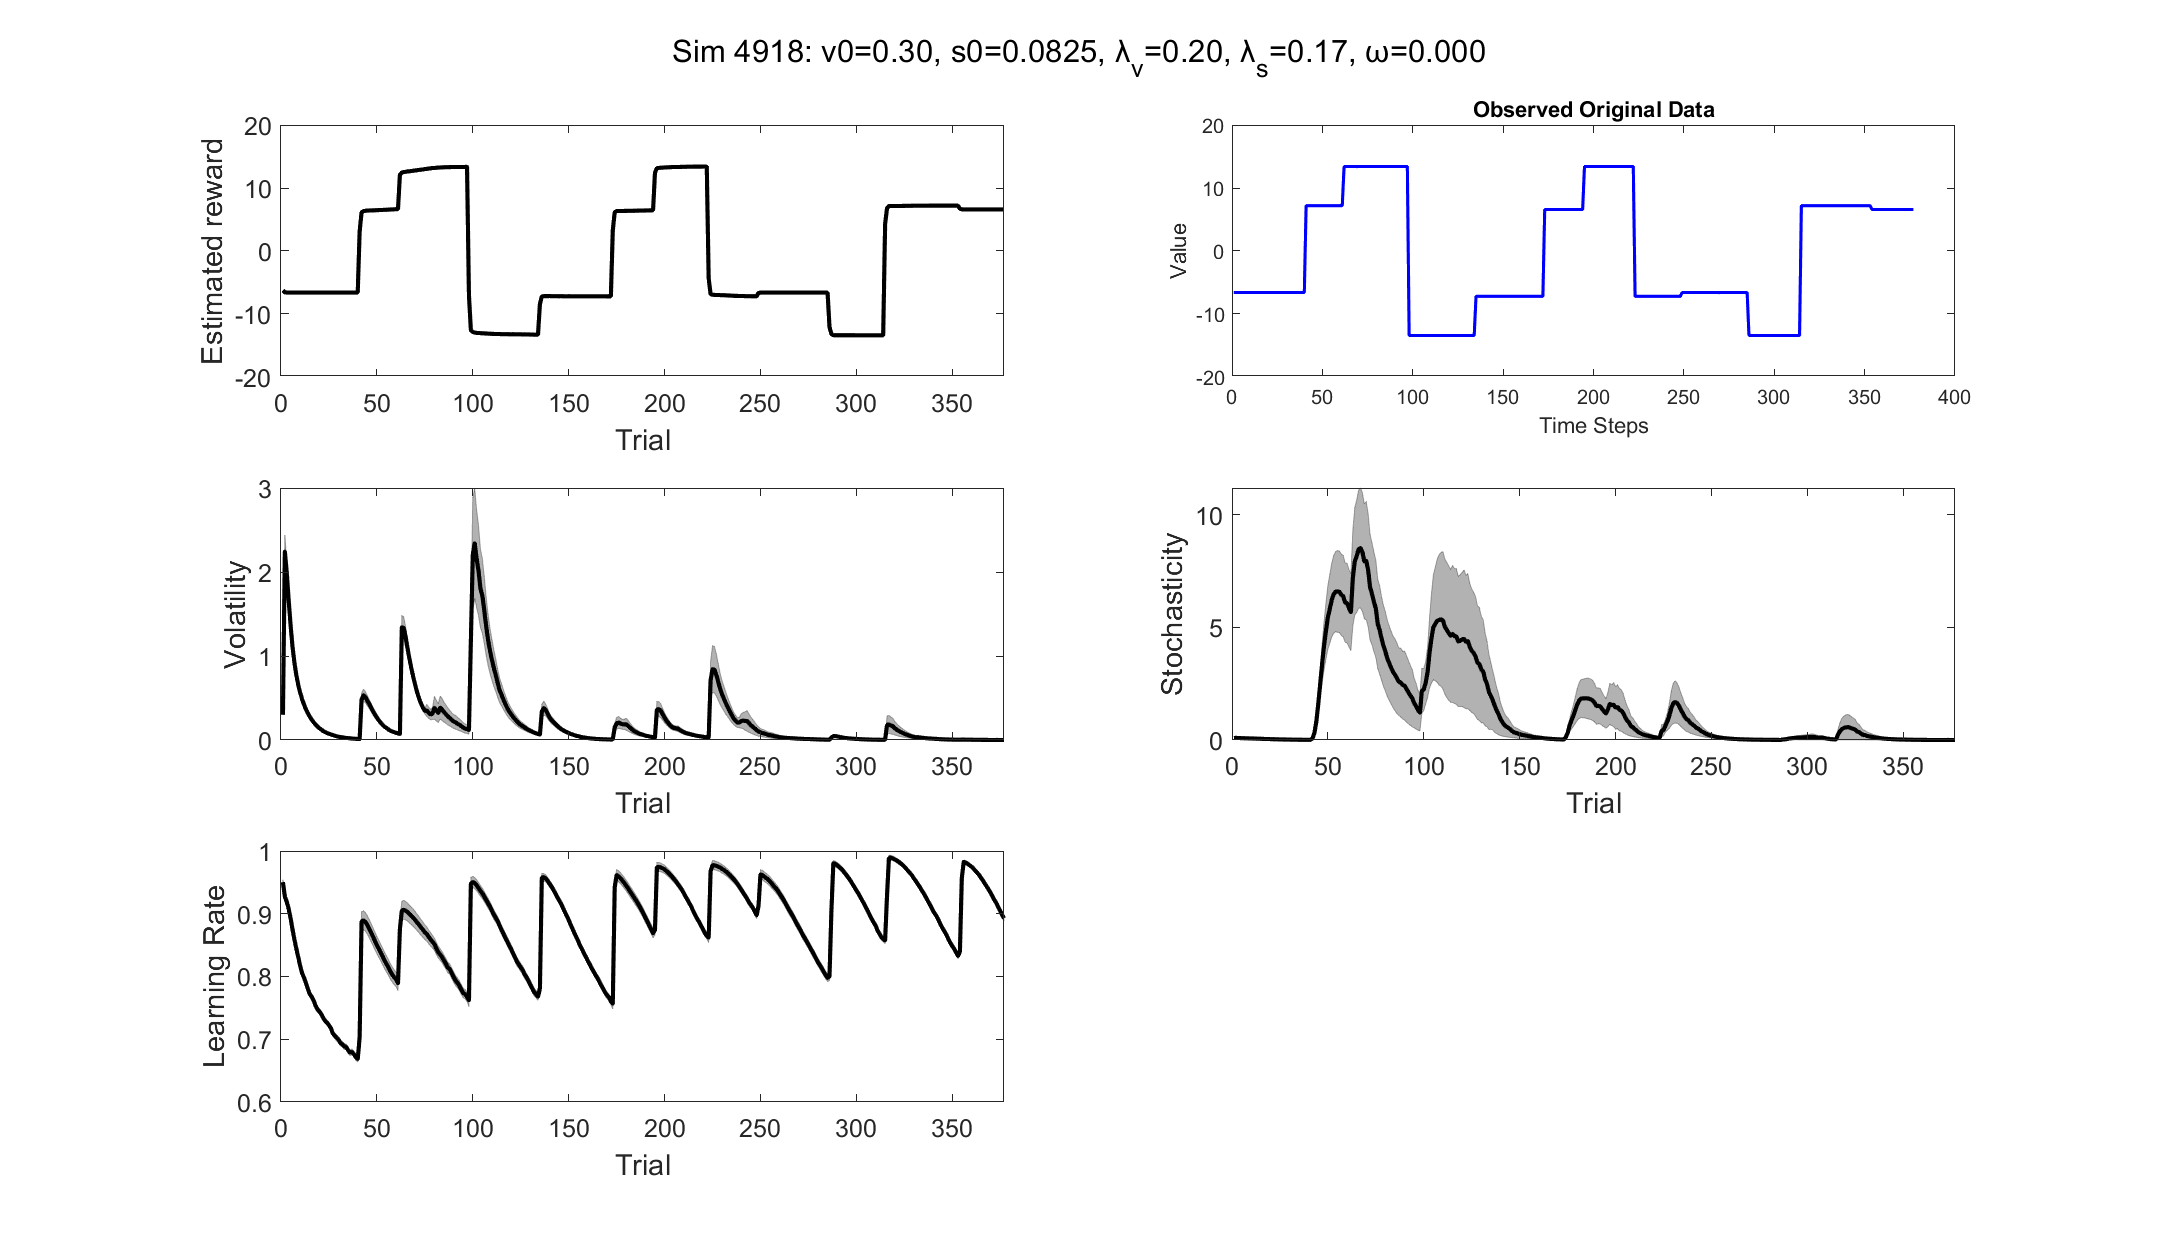 Sim 4918: v0=0.30, s0=0.0825, λv=0.20, λs=0.17, ω=0.000
Estimated reward
20
10
0
-10
-20
0 50 100 150 200 250 300 350
Trial
Observed Original Data
Value
20
10
0
-10
-20
0 50 100 150 200 250 300 350 400
Time Steps
Volatility
3
2
1
0
0 50 100 150 200 250 300 350
Trial
Stochasticity
10
5
0
0 50 100 150 200 250 300 350
Trial
Learning Rate
1
0.9
0.8
0.7
0.6
0 50 100 150 200 250 300 350
Trial